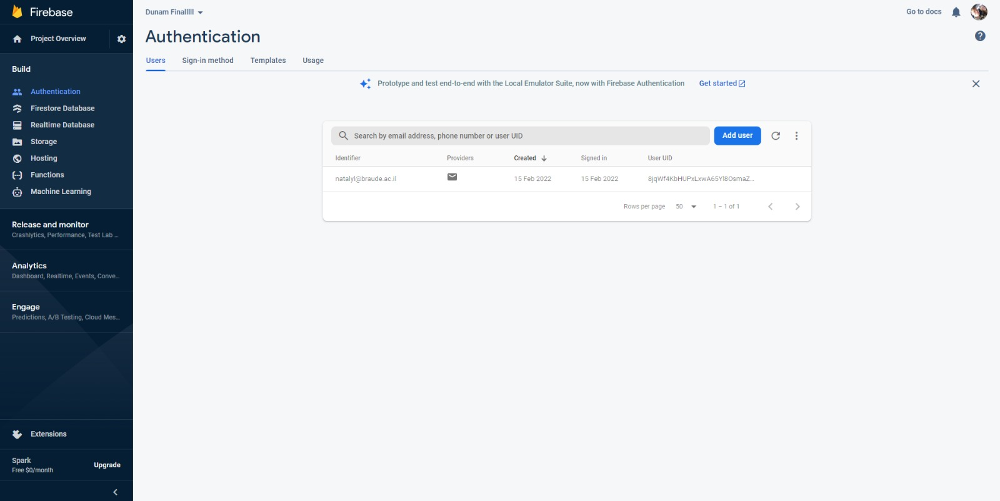 Firebase
Project Overview
Build
Authentication
Firestore Database
Realtime Database
Storage
Hosting
Functions
Machine Learning
Release and monitor
Crashlytics, Performance, Test Lab ...
Analytics
Dashboard, Realtime, Events, Conve...
Engage
Predictions, A/B Testing, Cloud Mes...
Extensions
Spark
Free $0/month
Upgrade
Dunam Finalllll
Go to docs
Authentication
Users Sign-in method Templates Usage
Prototype and test end-to-end with the Local Emulator Suite, now with Firebase Authentication Get started
Search by email address, phone number or user UID Add user
Identifier Providers Created Signed in User UID
natalyl@braude.ac.il 15 Feb 2022 15 Feb 2022 8jqWf4KbHUPxLxwA65Yl8OsmaZ...
Rows per page 50 1 – 1 of 1